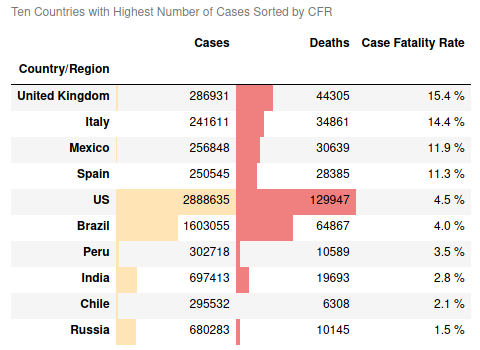 Ten Countries with Highest Number of Cases Sorted by CFR
Cases Deaths Case Fatality Rate
Country/Region
United Kingdom 286931 44305 15.4 %
Italy 241611 34861 14.4 %
Mexico 256848 30639 11.9 %
Spain 250545 28385 11.3 %
US 2888635 129947 4.5 %
Brazil 1603055 64867 4.0 %
Peru 302718 10589 3.5 %
India 697413 19693 2.8 %
Chile 295532 6308 2.1 %
Russia 680283 10145 1.5 %